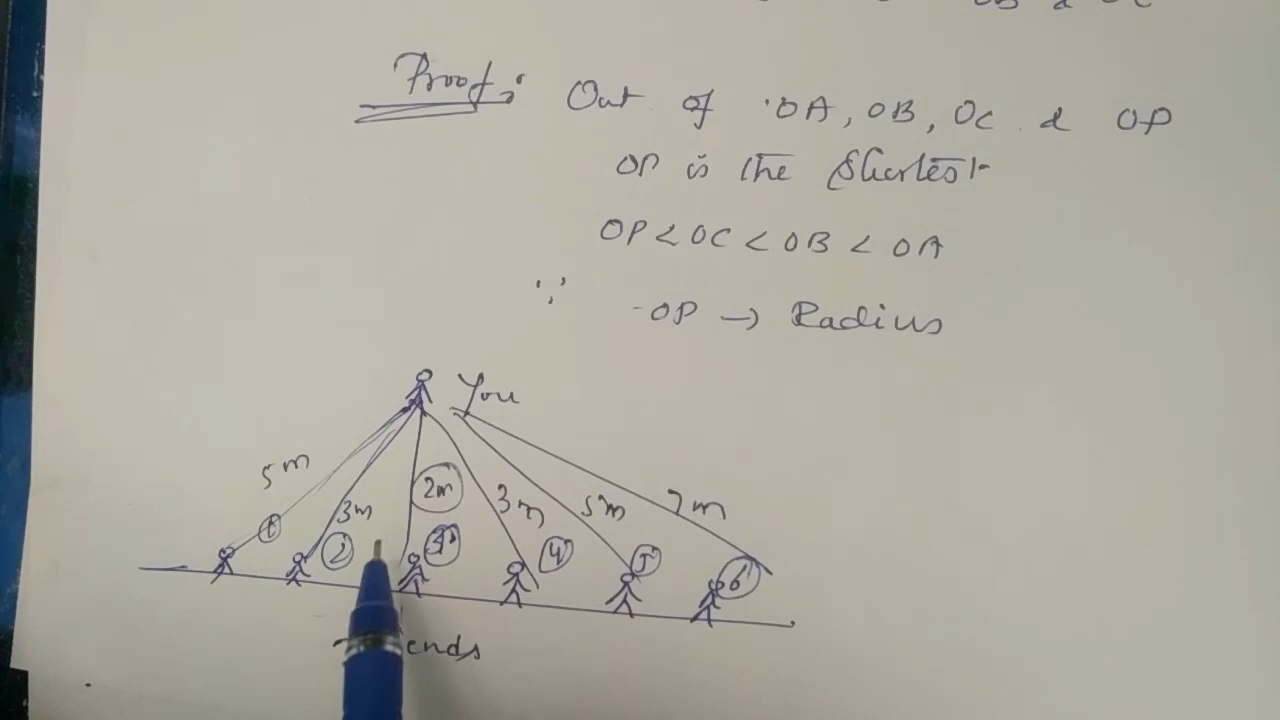 Proof:
Out of OA, OB, OC & OP
OP is the Shortest
OP < OC < OB < OA
∵ OP → Radius
You
5m
3m
2m
3m
5m
7m
1
2
3
4
5
6